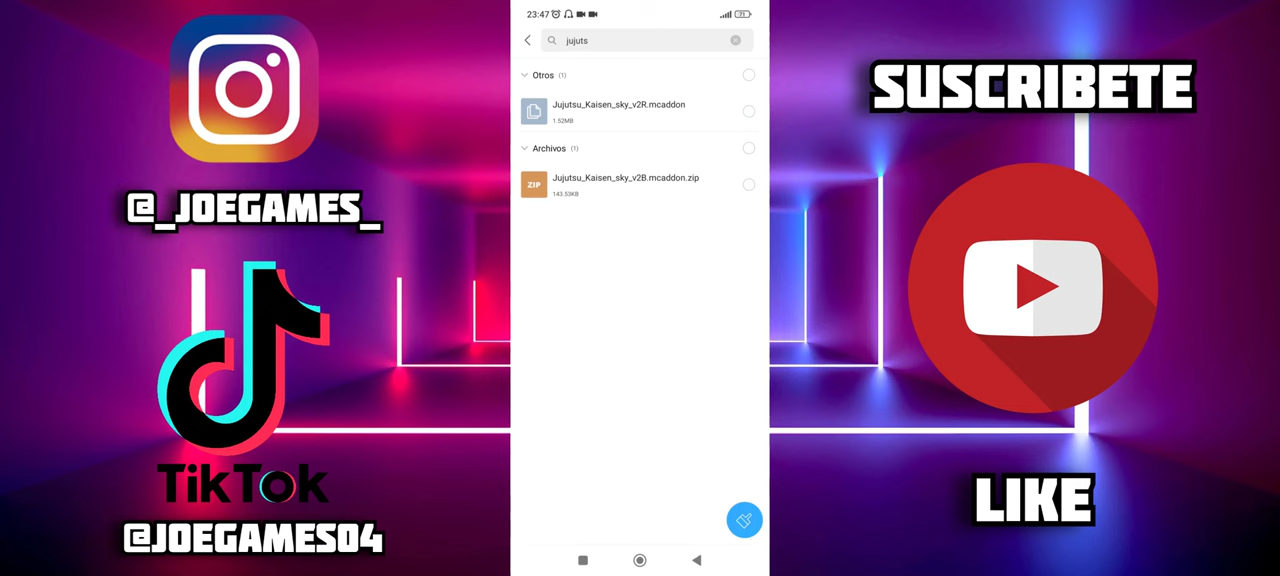 @_JOEGAMES_
TikTok
@JOEGAMES04
23:47
71
jujuts
Otros (1)
Jujutsu_Kaisen_sky_v2R.mcaddon
1.52MB
Archivos (1)
ZIP
Jujutsu_Kaisen_sky_v2B.mcaddon.zip
143.53KB
SUSCRIBETE
LIKE